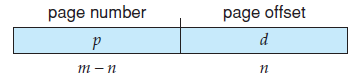 page number page offset
p d
m – n n